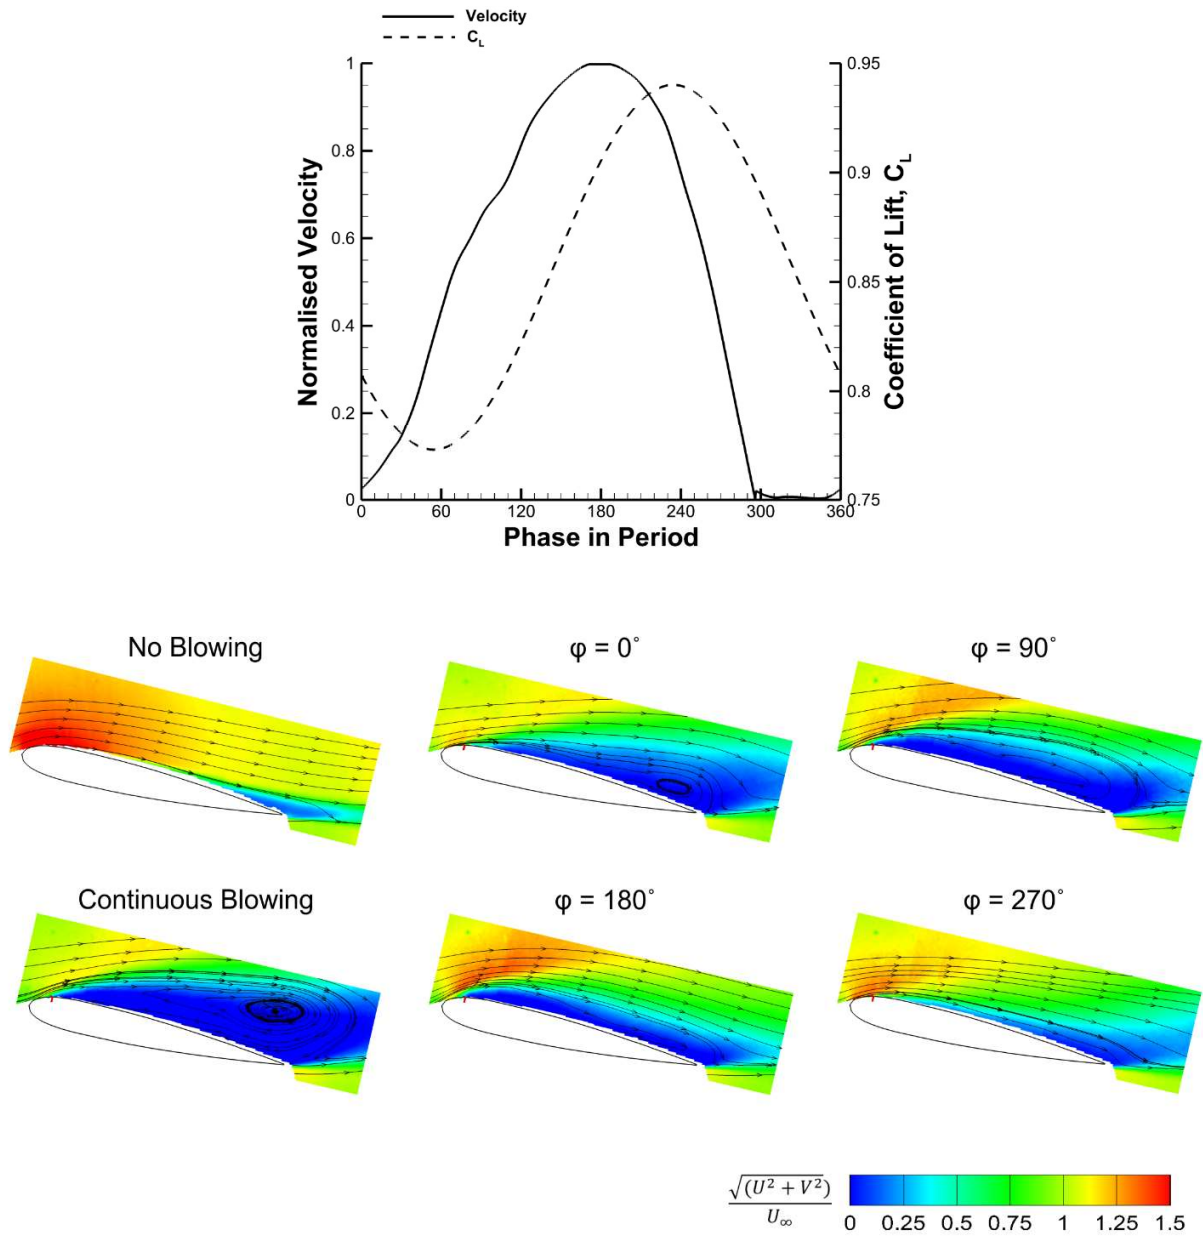 Velocity
C_L
1
0.8
0.6
0.4
0.2
0
0.95
0.9
0.85
0.8
0.75
0 60 120 180 240 300 360
Normalised Velocity
Coefficient of Lift, C_L
Phase in Period
No Blowing
φ = 0°
φ = 90°
Continuous Blowing
φ = 180°
φ = 270°
√(U² + V²)
U∞
0 0.25 0.5 0.75 1 1.25 1.5